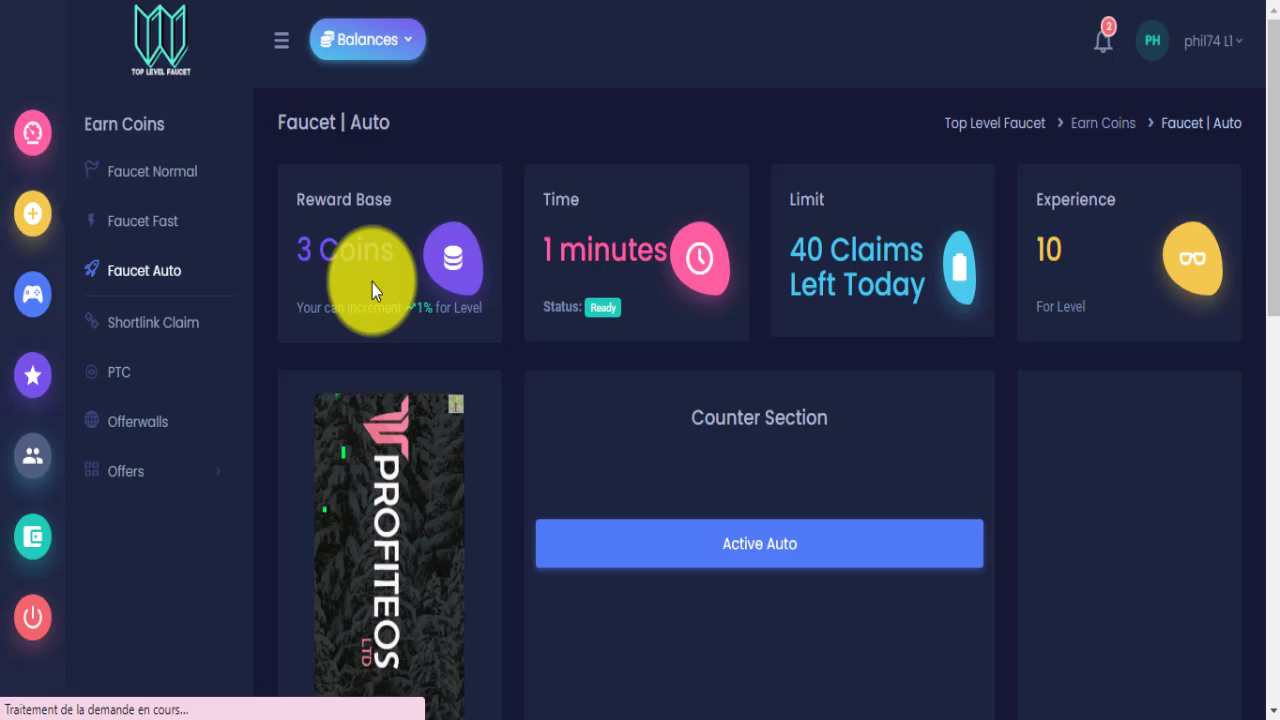 TOP LEVEL FAUCET
Balances
2
PH
phil74 L1
Earn Coins
Faucet Normal
Faucet Fast
Faucet Auto
Shortlink Claim
PTC
Offerwalls
Offers
Faucet | Auto
Top Level Faucet > Earn Coins > Faucet | Auto
Reward Base
3 Coins
Your can increment 1% for Level
Time
1 minutes
Status: Ready
Limit
40 Claims
Left Today
Experience
10
For Level
PROFITEOS
LTD
Counter Section
Active Auto
Traitement de la demande en cours...